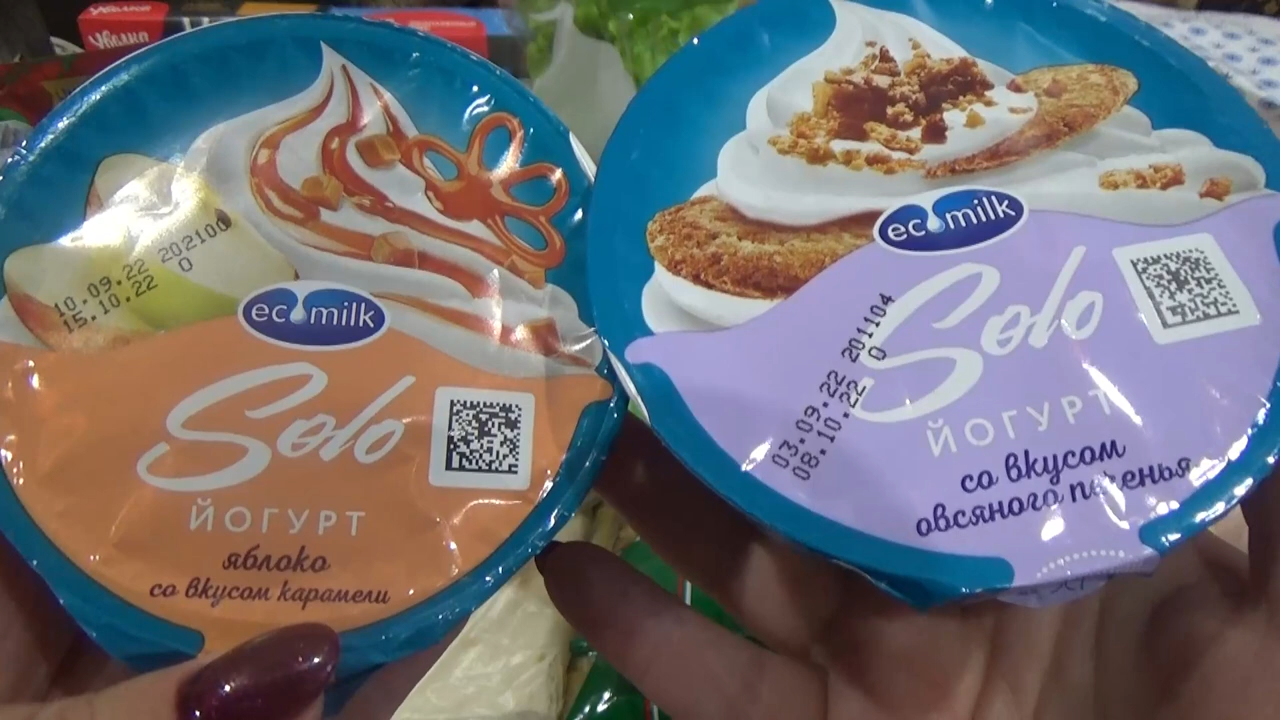 Увелка
10.09.22 202100
15.10.22 0
ecomilk
Solo
ЙОГУРТ
яблоко
со вкусом карамели
ecomilk
Solo
ЙОГУРТ
со вкусом
овсяного печенья
03.09.22 201104
08.10.22 0